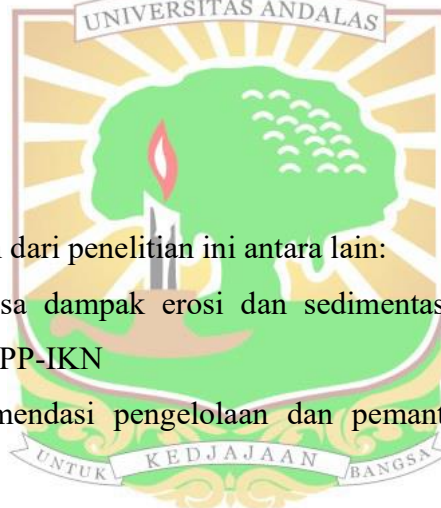 UNIVERSITAS ANDALAS
dari penelitian ini antara lain:
sa dampak erosi dan sedimentas
PP-IKN
mendasi pengelolaan dan pemant
UNTUK KEDJAJAAN BANGSA